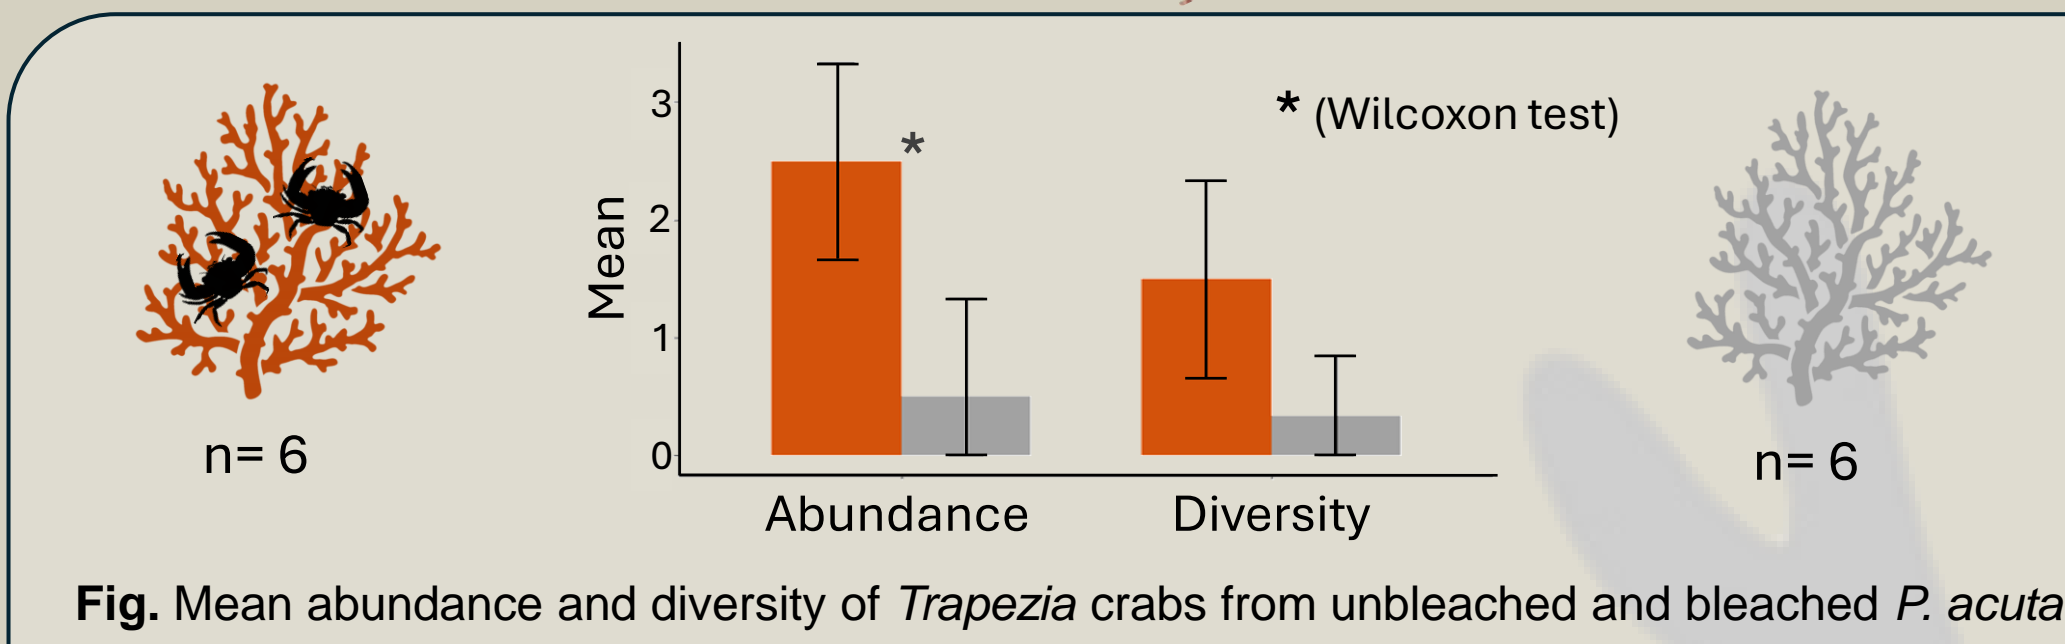 3
2
1
0
Mean
*
* (Wilcoxon test)
Abundance
Diversity
n= 6
n= 6
Fig. Mean abundance and diversity of Trapezia crabs from unbleached and bleached P. acuta